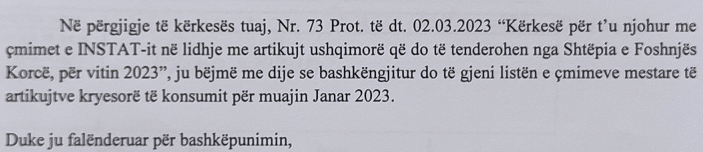 Në përgjigje të kërkesës tuaj, Nr. 73 Prot. të dt. 02.03.2023 “Kërkesë për t’u njohur me
çmimet e INSTAT-it në lidhje me artikujt ushqimorë që do të tenderohen nga Shtëpia e Foshnjës
Korcë, për vitin 2023”, ju bëjmë me dije se bashkëngjitur do të gjeni listën e çmimeve mestare të
artikujtve kryesorë të konsumit për muajin Janar 2023.
Duke ju falënderuar për bashkëpunimin,